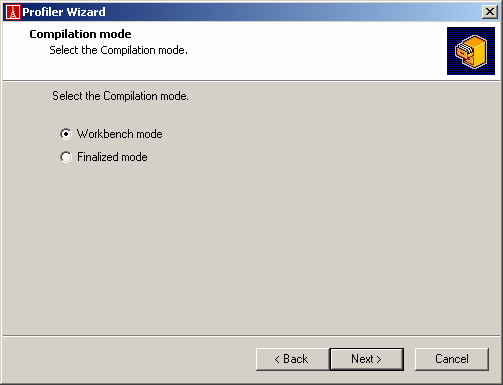 Profiler Wizard
Compilation mode
Select the Compilation mode.
Select the Compilation mode.
Workbench mode
Finalized mode
< Back
Next >
Cancel